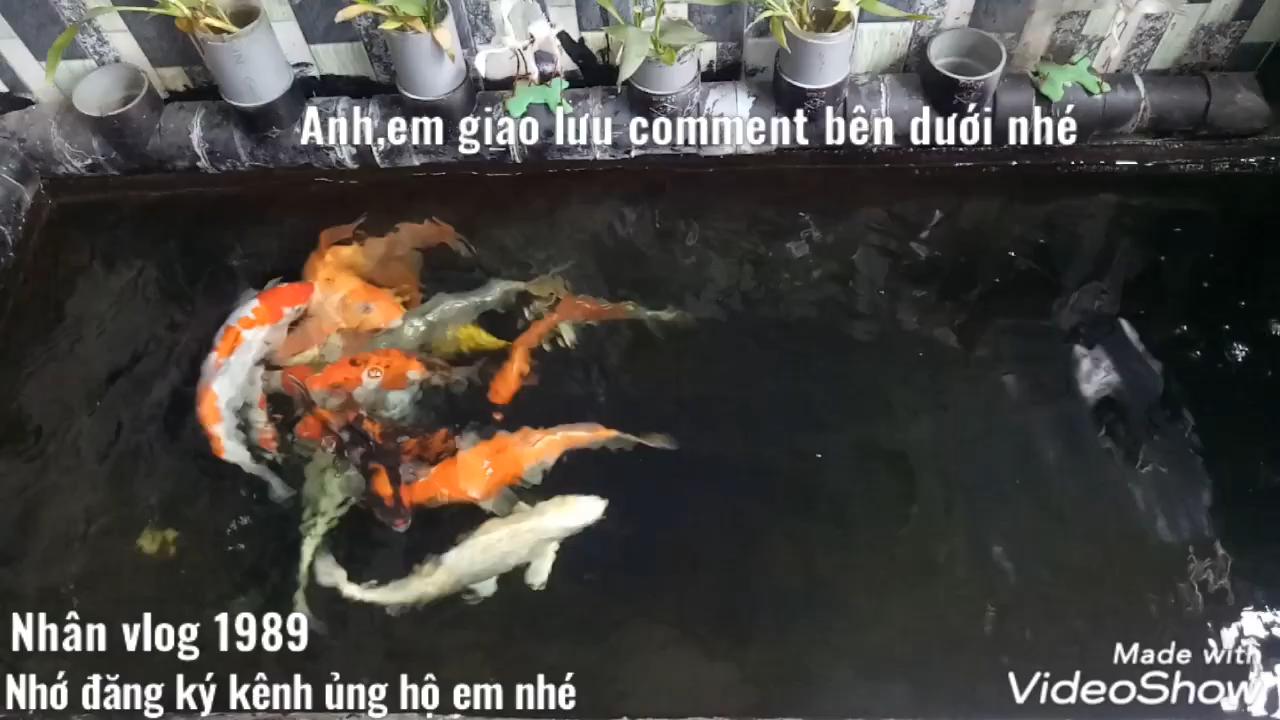 Anh,em giao lưu comment bên dưới nhé
Nhân vlog 1989
Nhớ đăng ký kênh ủng hộ em nhé
Made with
VideoShow